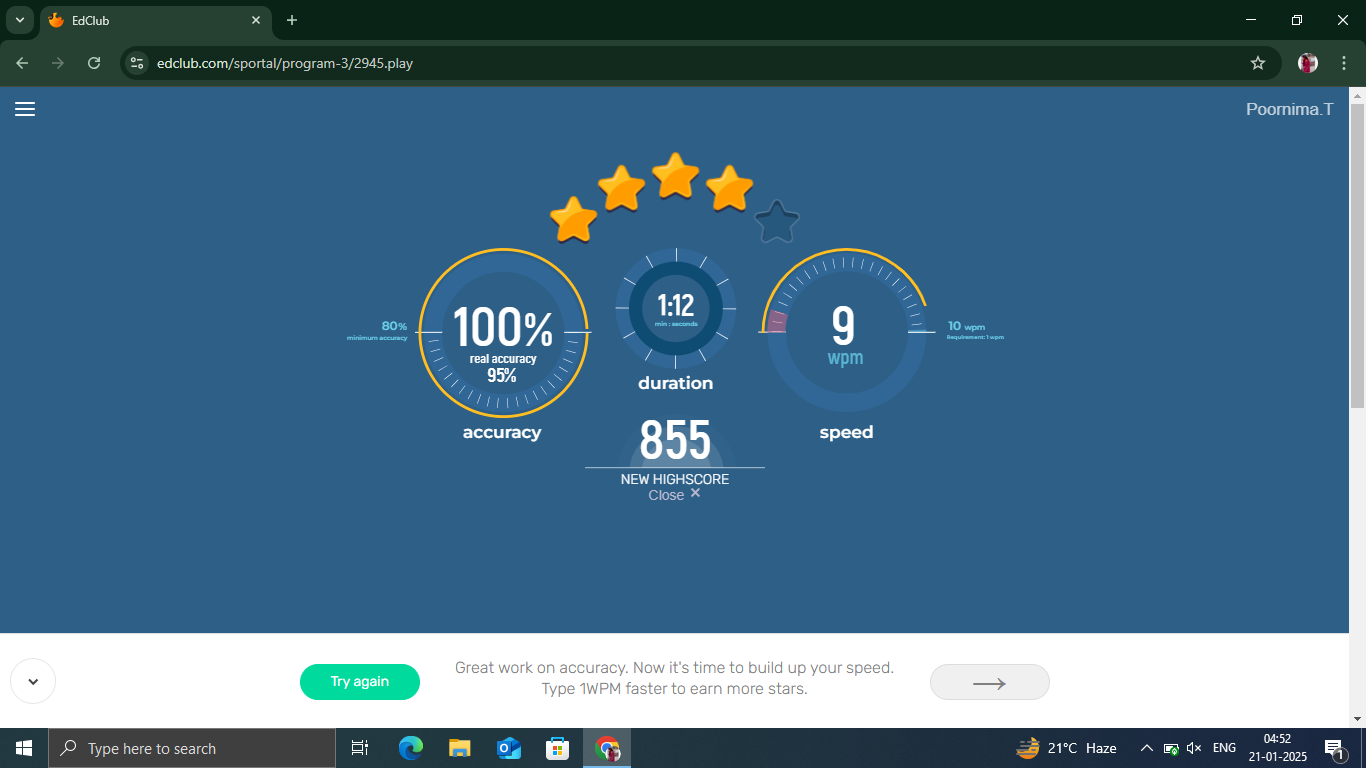 EdClub
edclub.com/sportal/program-3/2945.play
Poornima.T
80%
minimum accuracy
100%
real accuracy
95%
accuracy
1:12
min : seconds
duration
9
wpm
speed
10 wpm
Requirement: 1 wpm
855
NEW HIGHSCORE
Close ×
Try again
Great work on accuracy. Now it's time to build up your speed.
Type 1WPM faster to earn more stars.
Type here to search
21°C Haze
ENG
04:52
21-01-2025
1